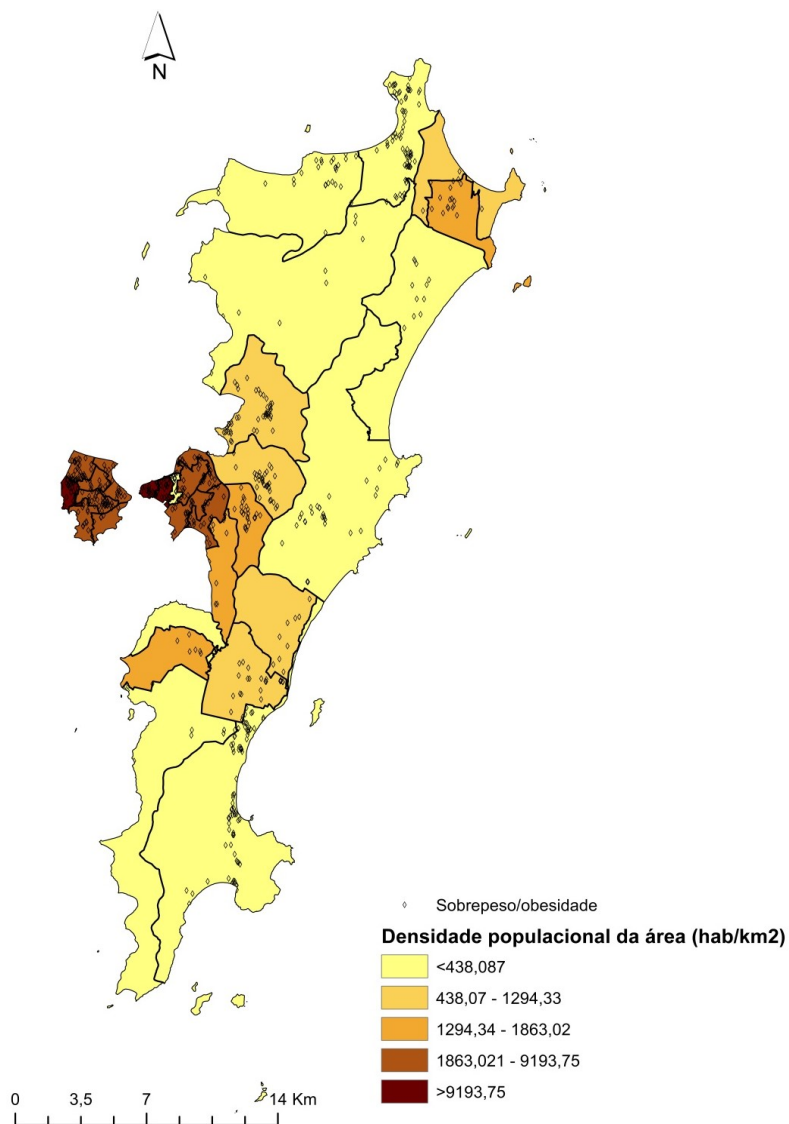 N
Sobrepeso/obesidade
Densidade populacional da área (hab/km2)
<438,087
438,07 - 1294,33
1294,34 - 1863,02
1863,021 - 9193,75
>9193,75
0 3,5 7 14 Km